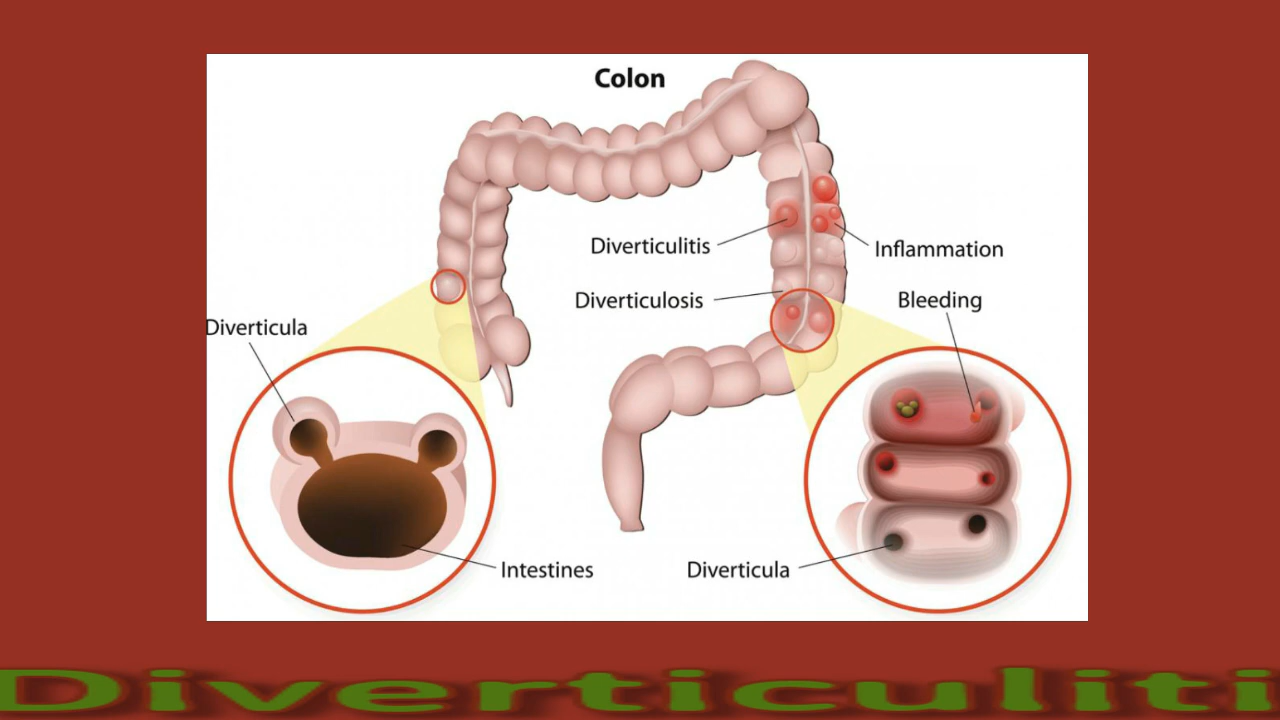 Colon
Diverticulitis
Inflammation
Diverticulosis
Bleeding
Diverticula
Intestines
Diverticula
Diverticuliti